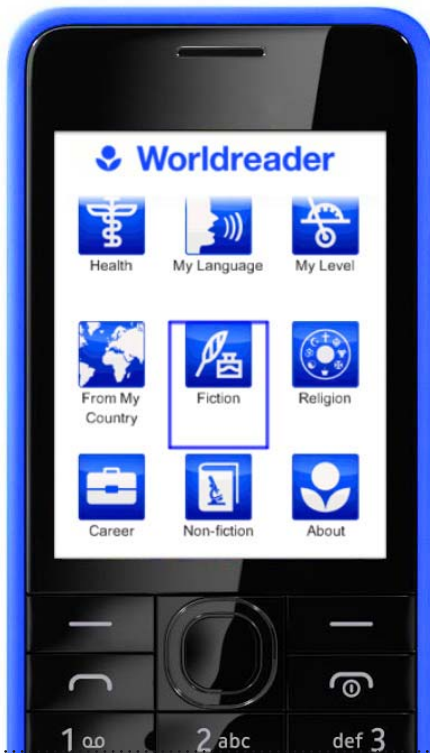 Worldreader
Health My Language My Level
From My Country Fiction Religion
Career Non-fiction About
1 2 abc def 3